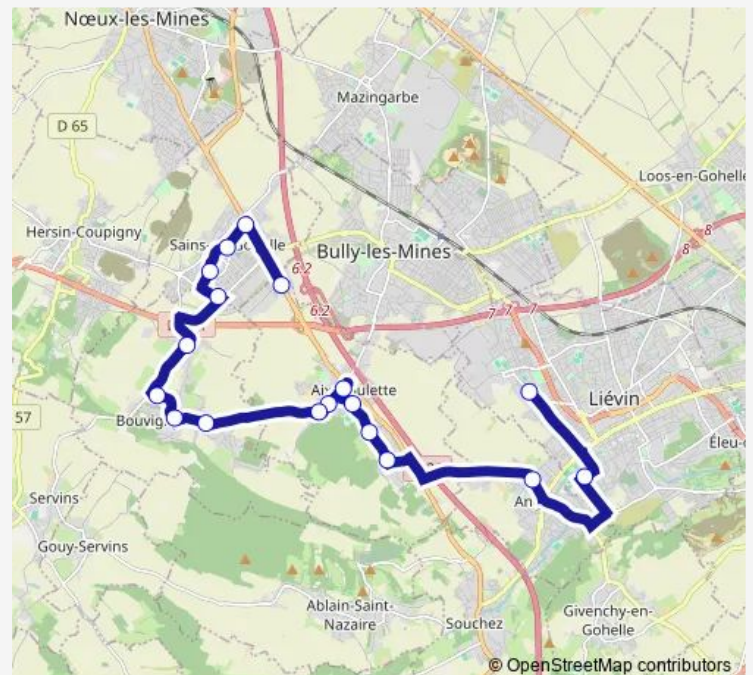 Nœux-les-Mines
Mazingarbe
D 65
Loos-en-Gohelle
8
8
Hersin-Coupigny
Sains-
Bully-les-Mines
6.2
7
7
7
6.2
Liévin
57
Éleu-d
Servins
Gouy-Servins
Ablain-Saint-
Nazaire
Souchez
Givenchy-en-
Gohelle
© OpenStreetMap contributors